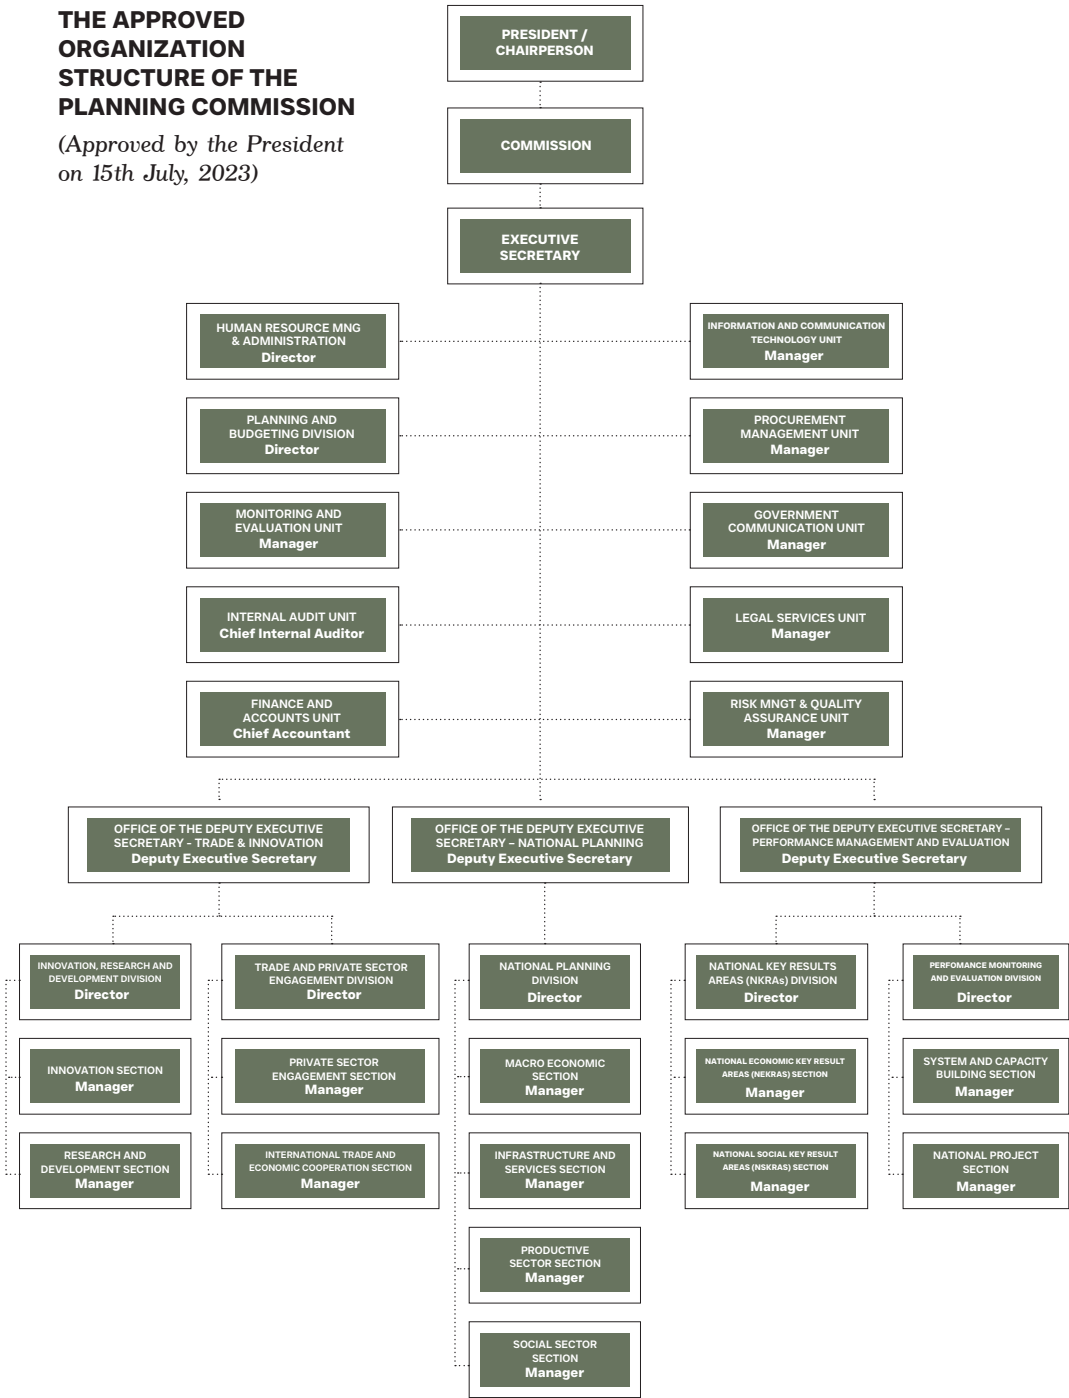 THE APPROVED
ORGANIZATION
STRUCTURE OF THE
PLANNING COMMISSION
(Approved by the President
on 15th July, 2023)
PRESIDENT /
CHAIRPERSON
COMMISSION
EXECUTIVE
SECRETARY
HUMAN RESOURCE MNG
& ADMINISTRATION
Director
INFORMATION AND COMMUNICATION
TECHNOLOGY UNIT
Manager
PLANNING AND
BUDGETING DIVISION
Director
PROCUREMENT
MANAGEMENT UNIT
Manager
MONITORING AND
EVALUATION UNIT
Manager
GOVERNMENT
COMMUNICATION UNIT
Manager
INTERNAL AUDIT UNIT
Chief Internal Auditor
LEGAL SERVICES UNIT
Manager
FINANCE AND
ACCOUNTS UNIT
Chief Accountant
RISK MNGT & QUALITY
ASSURANCE UNIT
Manager
OFFICE OF THE DEPUTY EXECUTIVE
SECRETARY - TRADE & INNOVATION
Deputy Executive Secretary
OFFICE OF THE DEPUTY EXECUTIVE
SECRETARY – NATIONAL PLANNING
Deputy Executive Secretary
OFFICE OF THE DEPUTY EXECUTIVE SECRETARY –
PERFORMANCE MANAGEMENT AND EVALUATION
Deputy Executive Secretary
INNOVATION, RESEARCH AND
DEVELOPMENT DIVISION
Director
TRADE AND PRIVATE SECTOR
ENGAGEMENT DIVISION
Director
NATIONAL PLANNING
DIVISION
Director
NATIONAL KEY RESULTS
AREAS (NKRAs) DIVISION
Director
PERFOMANCE MONITORING
AND EVALUATION DIVISION
Director
INNOVATION SECTION
Manager
PRIVATE SECTOR
ENGAGEMENT SECTION
Manager
MACRO ECONOMIC
SECTION
Manager
NATIONAL ECONOMIC KEY RESULT
AREAS (NEKRAS) SECTION
Manager
SYSTEM AND CAPACITY
BUILDING SECTION
Manager
RESEARCH AND
DEVELOPMENT SECTION
Manager
INTERNATIONAL TRADE AND
ECONOMIC COOPERATION SECTION
Manager
INFRASTRUCTURE AND
SERVICES SECTION
Manager
NATIONAL SOCIAL KEY RESULT
AREAS (NSKRAS) SECTION
Manager
NATIONAL PROJECT
SECTION
Manager
PRODUCTIVE
SECTOR SECTION
Manager
SOCIAL SECTOR
SECTION
Manager